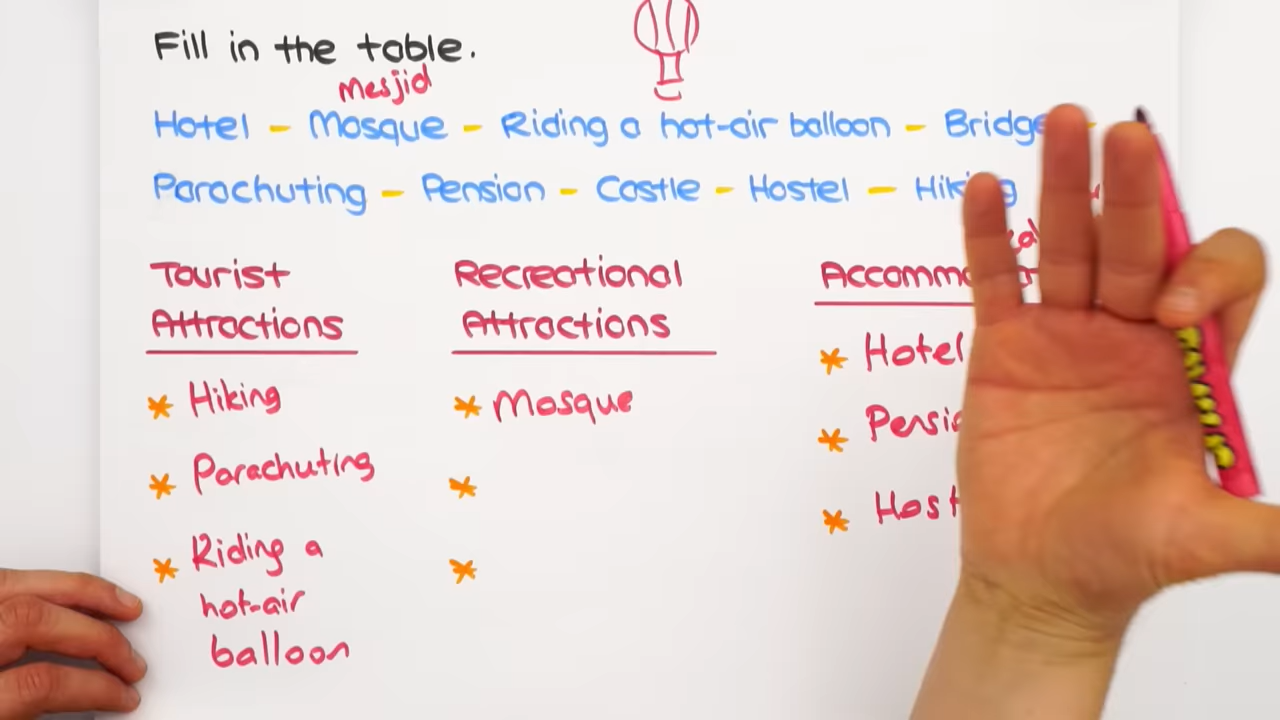 Fill in the table.
Mesjid
Hotel - Mosque - Riding a hot-air balloon - Bridge -
Parachuting - Pension - Castle - Hostel - Hiking
Tourist
Attractions
* Hiking
* Parachuting
* Riding a
hot-air
balloon
Recreational
Attractions
* Mosque
*
*
* Hotel